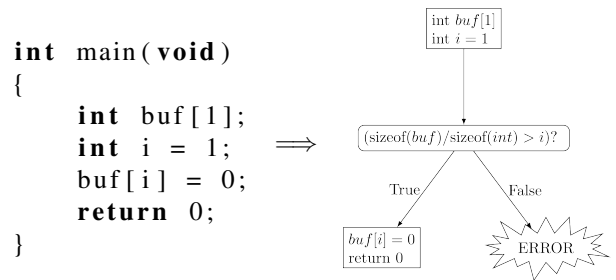 int main(void)
{
int buf[1];
int i = 1;
buf[i] = 0;
return 0;
}
⟹
int buf[1]
int i = 1
(sizeof(buf)/sizeof(int) > i)?
True
False
buf[i] = 0
return 0
ERROR